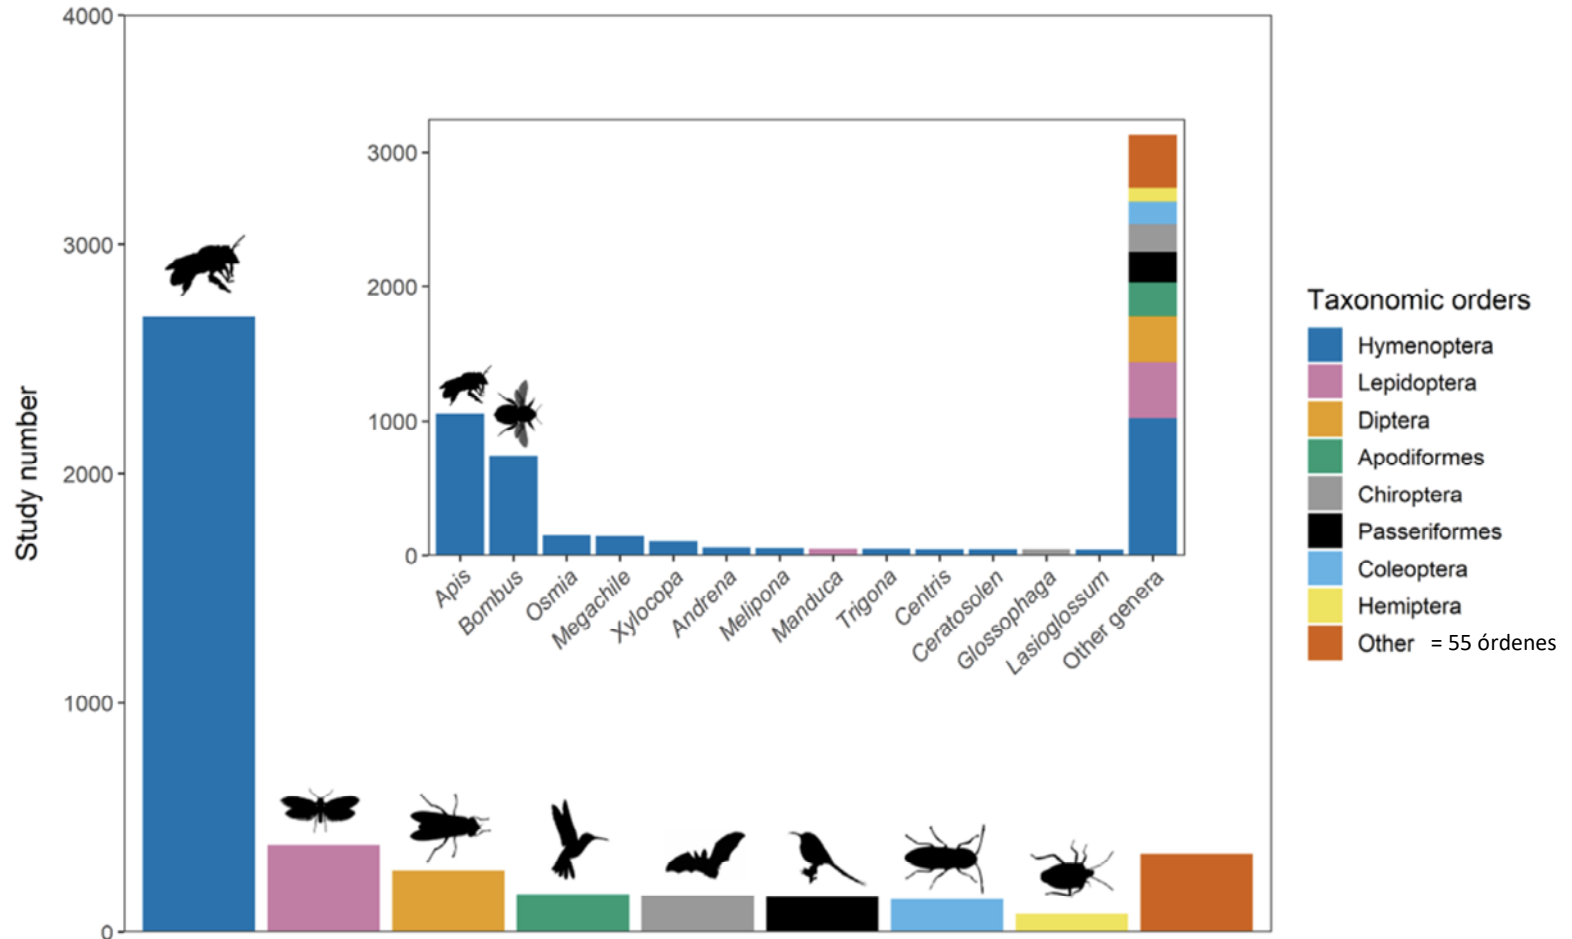 4000
3000
2000
1000
0
Study number
3000
2000
1000
0
Apis
Bombus
Osmia
Megachile
Xylocopa
Andrena
Melipona
Manduca
Trigona
Centris
Ceratosolen
Glossophaga
Lasioglossum
Other genera
Taxonomic orders
Hymenoptera
Lepidoptera
Diptera
Apodiformes
Chiroptera
Passeriformes
Coleoptera
Hemiptera
Other = 55 órdenes